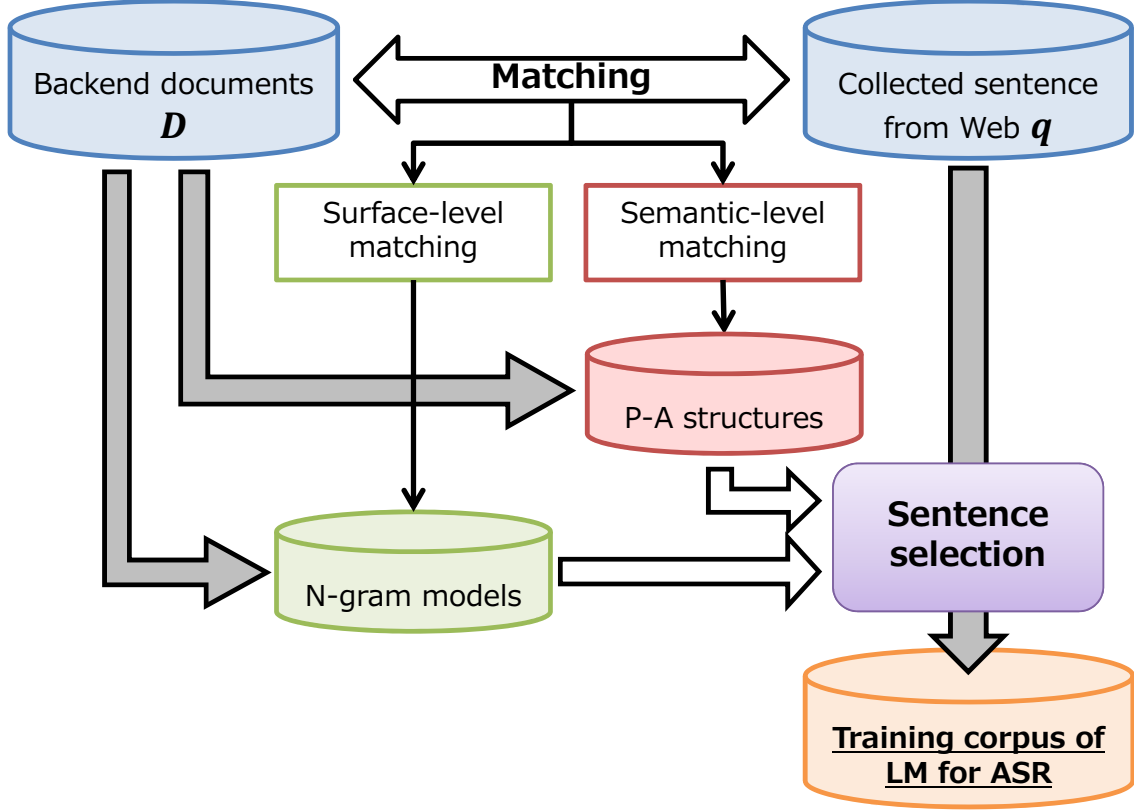 Backend documents
D
Matching
Collected sentence
from Web q
Surface-level
matching
Semantic-level
matching
P-A structures
N-gram models
Sentence
selection
Training corpus of
LM for ASR